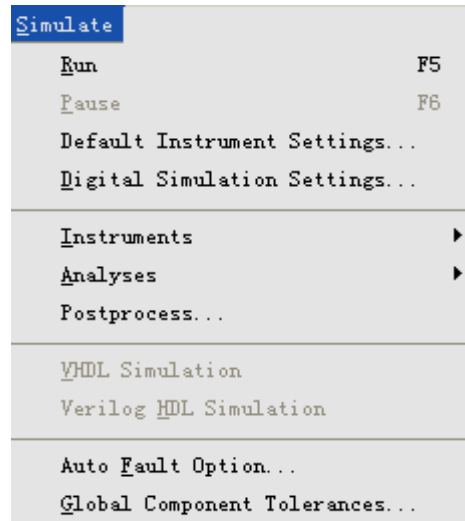 Simulate
Run F5
Pause F6
Default Instrument Settings...
Digital Simulation Settings...
Instruments
Analyses
Postprocess...
VHDL Simulation
Verilog HDL Simulation
Auto Fault Option...
Global Component Tolerances...